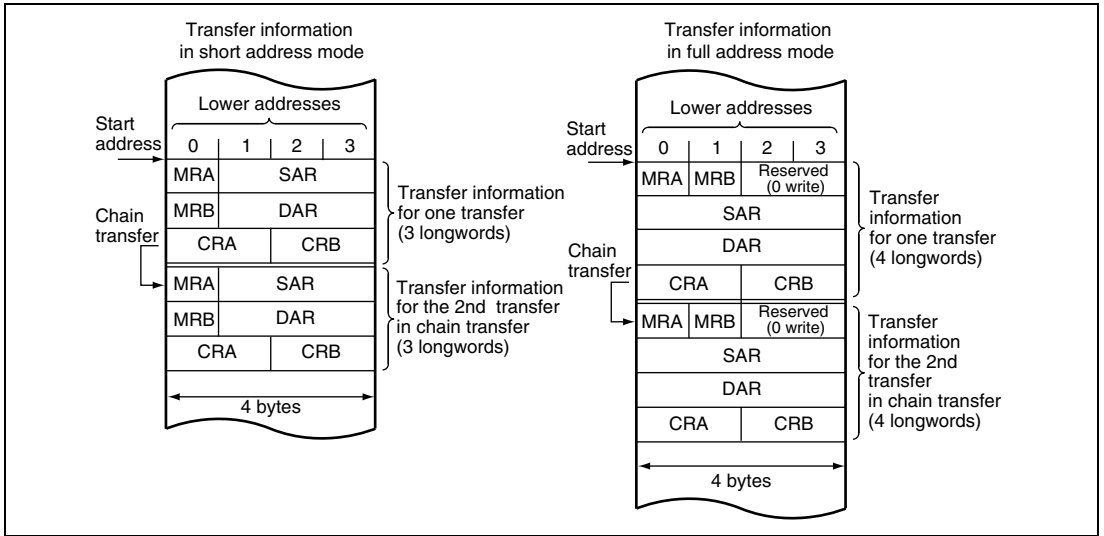 Transfer information
in short address mode
Lower addresses
Start
address
0 1 2 3
MRA SAR
MRB DAR
CRA CRB
Chain
transfer
MRA SAR
MRB DAR
CRA CRB
4 bytes
Transfer information
for one transfer
(3 longwords)
Transfer information
for the 2nd transfer
in chain transfer
(3 longwords)
Transfer information
in full address mode
Lower addresses
Start
address
0 1 2 3
MRA MRB Reserved
(0 write)
SAR
DAR
CRA CRB
Chain
transfer
MRA MRB Reserved
(0 write)
SAR
DAR
CRA CRB
4 bytes
Transfer
information
for one transfer
(4 longwords)
Transfer
information
for the 2nd
transfer
in chain transfer
(4 longwords)